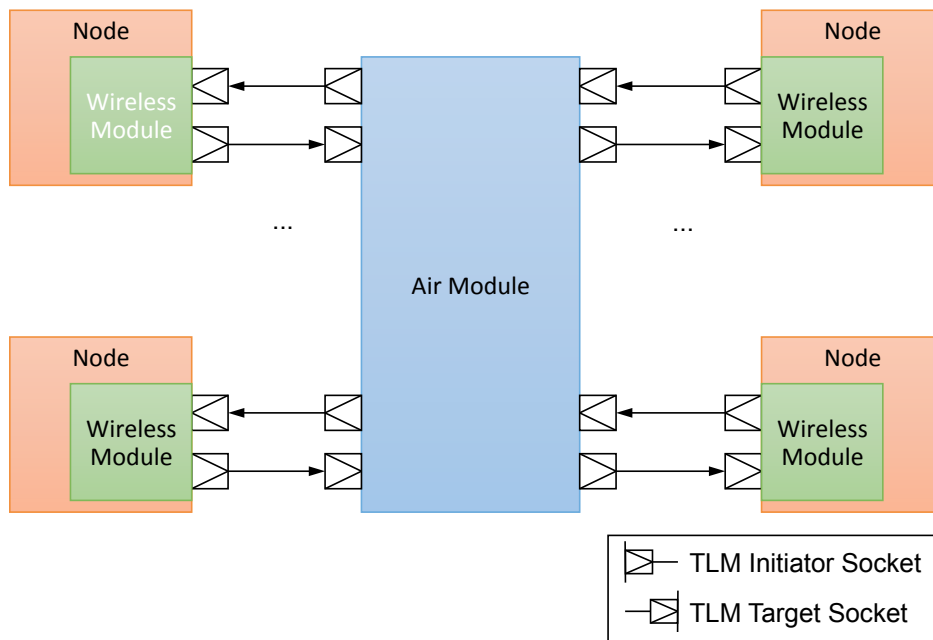 Node
Wireless
Module
Node
Wireless
Module
...
...
Air Module
Node
Wireless
Module
Node
Wireless
Module
TLM Initiator Socket
TLM Target Socket